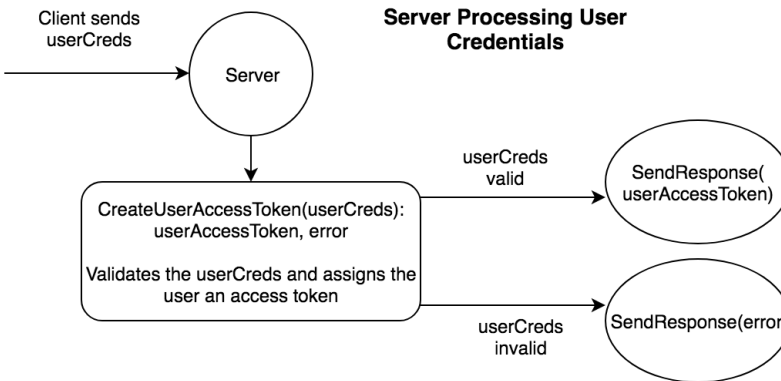 Client sends
userCreds
Server Processing User
Credentials
Server
userCreds
valid
SendResponse(
userAccessToken)
CreateUserAccessToken(userCreds):
userAccessToken, error
Validates the userCreds and assigns the
user an access token
userCreds
invalid
SendResponse(error